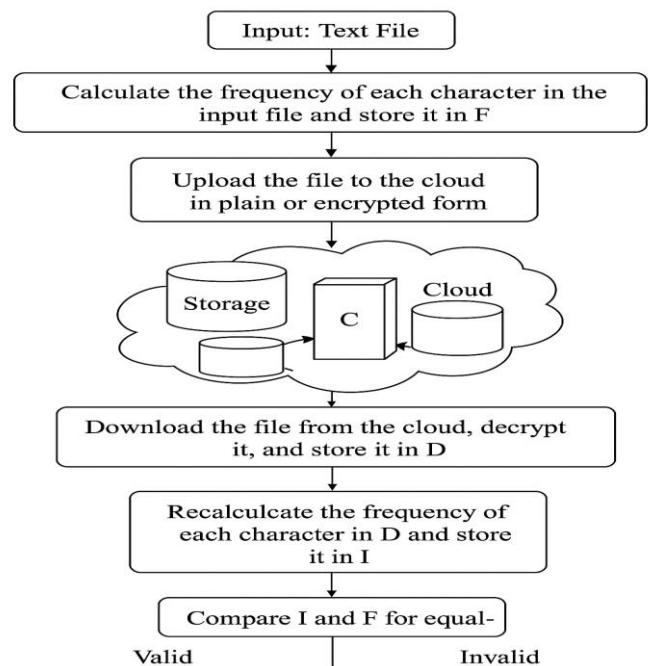 Input: Text File
Calculate the frequency of each character in the
input file and store it in F
Upload the file to the cloud
in plain or encrypted form
Storage
C
Cloud
Download the file from the cloud, decrypt
it, and store it in D
Recalculcate the frequency of
each character in D and store
it in I
Compare I and F for equal-
Valid
Invalid